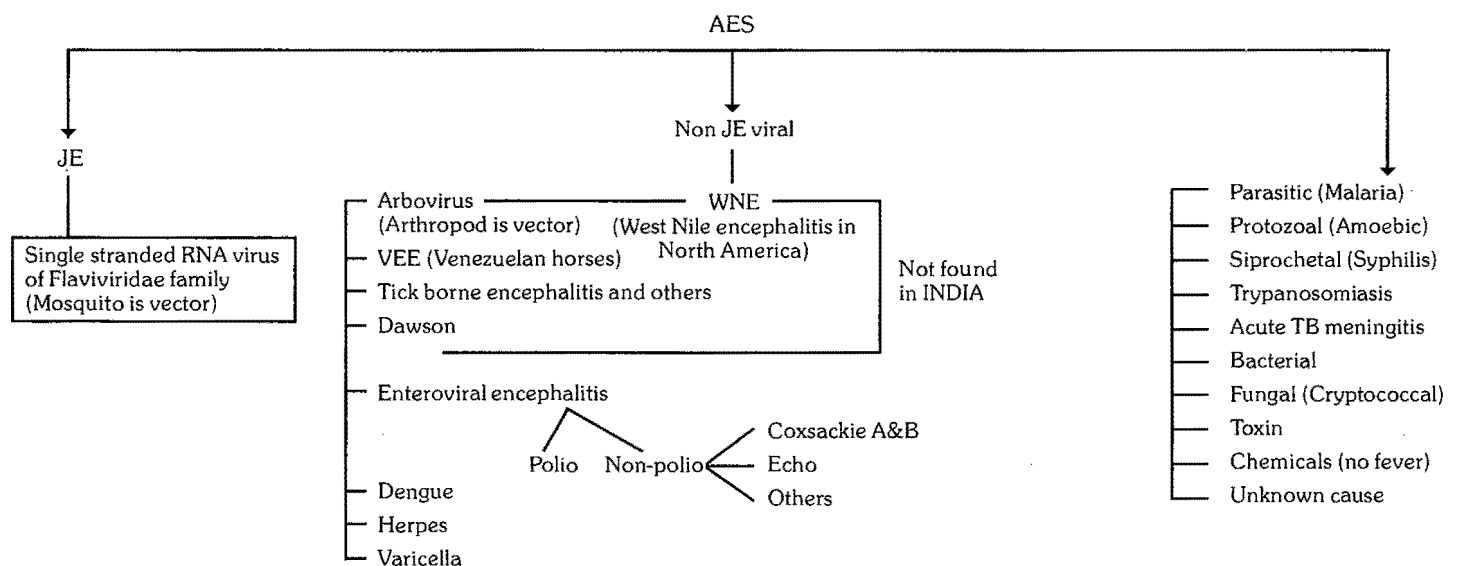 AES
JE
Single stranded RNA virus
of Flaviviridae family
(Mosquito is vector)
Non JE viral
Arbovirus
(Arthropod is vector)
WNE
(West Nile encephalitis in
North America)
VEE (Venezuelan horses)
Tick borne encephalitis and others
Dawson
Not found
in INDIA
Enteroviral encephalitis
Polio
Non-polio
Coxsackie A&B
Echo
Others
Dengue
Herpes
Varicella
Parasitic (Malaria)
Protozoal (Amoebic)
Siprochetal (Syphilis)
Trypanosomiasis
Acute TB meningitis
Bacterial
Fungal (Cryptococcal)
Toxin
Chemicals (no fever)
Unknown cause